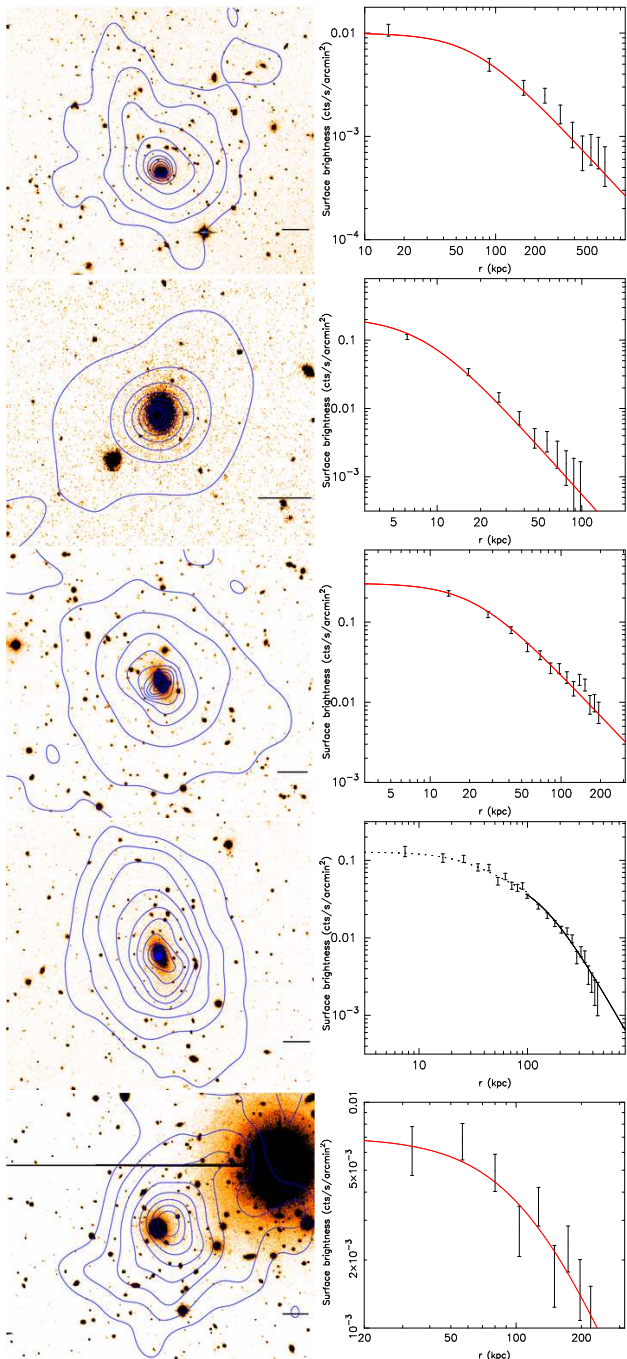 Surface brightness (cts/s/arcmin²)
0.01
10⁻³
10⁻⁴
10 20 50 100 200 500
r (kpc)
Surface brightness (cts/s/arcmin²)
0.1
0.01
10⁻³
5 10 20 50 100
r (kpc)
Surface brightness (cts/s/arcmin²)
0.1
0.01
10⁻³
5 10 20 50 100 200
r (kpc)
Surface brightness (cts/s/arcmin²)
0.1
0.01
10⁻³
10 100
r (kpc)
Surface brightness (cts/s/arcmin²)
0.01
5×10⁻³
2×10⁻³
10⁻³
20 50 100 200
r (kpc)